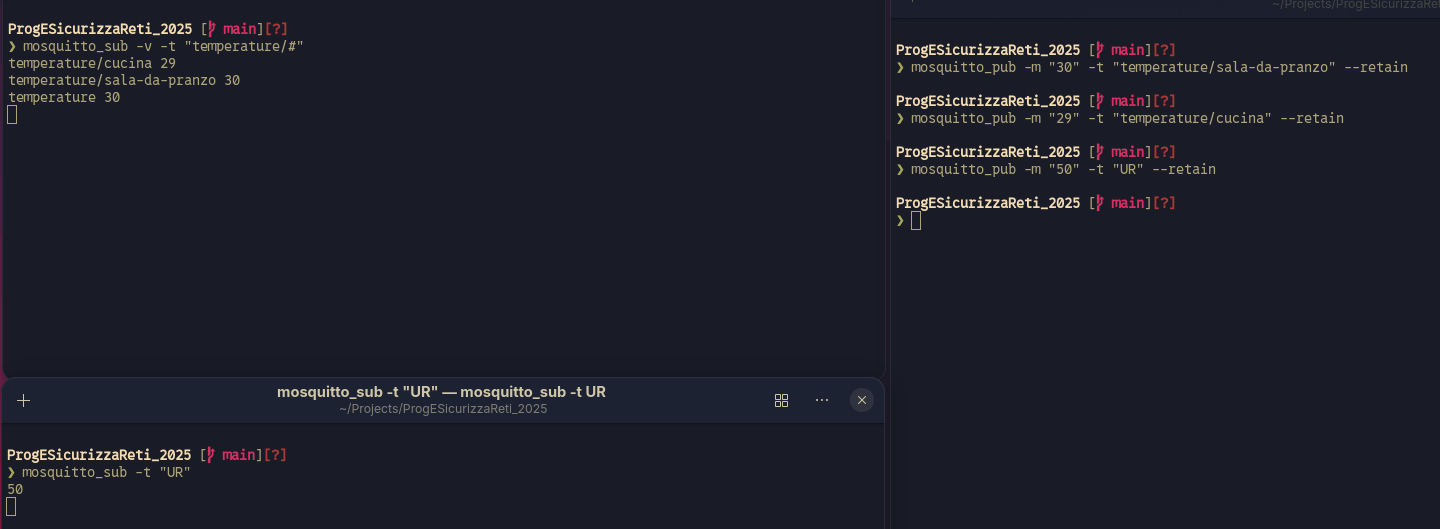 ProgESicurizzaReti_2025 [ main][?]
❯ mosquitto_sub -v -t "temperature/#"
temperature/cucina 29
temperature/sala-da-pranzo 30
temperature 30
mosquitto_sub -t "UR" — mosquitto_sub -t UR
~/Projects/ProgESicurizzaReti_2025
ProgESicurizzaReti_2025 [ main][?]
❯ mosquitto_sub -t "UR"
50
~/Projects/ProgESicurizzaRet
ProgESicurizzaReti_2025 [ main][?]
❯ mosquitto_pub -m "30" -t "temperature/sala-da-pranzo" --retain
ProgESicurizzaReti_2025 [ main][?]
❯ mosquitto_pub -m "29" -t "temperature/cucina" --retain
ProgESicurizzaReti_2025 [ main][?]
❯ mosquitto_pub -m "50" -t "UR" --retain
ProgESicurizzaReti_2025 [ main][?]
❯